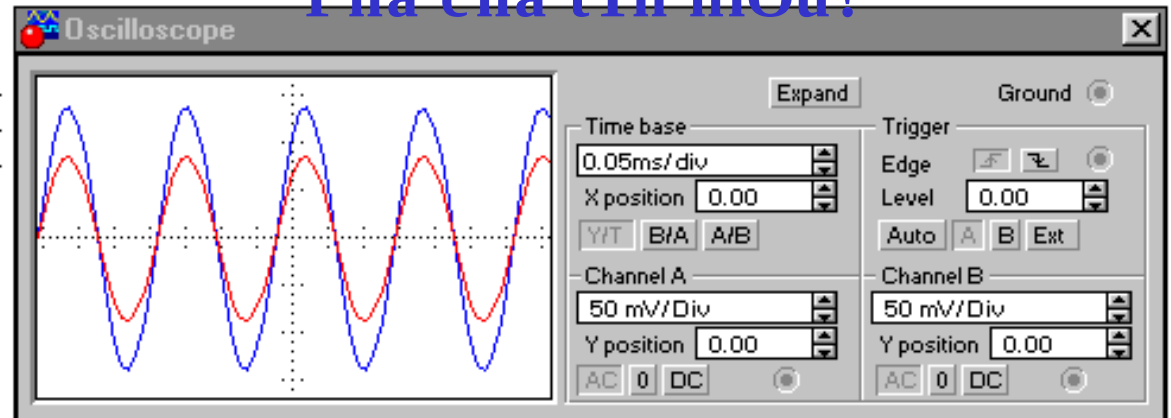 Oscilloscope
Expand
Ground
Time base
Trigger
0.05ms/div
Edge
X position 0.00
Level 0.00
Y/T B/A A/B
Auto A B Ext
Channel A
Channel B
50 mV/Div
50 mV/Div
Y position 0.00
Y position 0.00
AC 0 DC
AC 0 DC